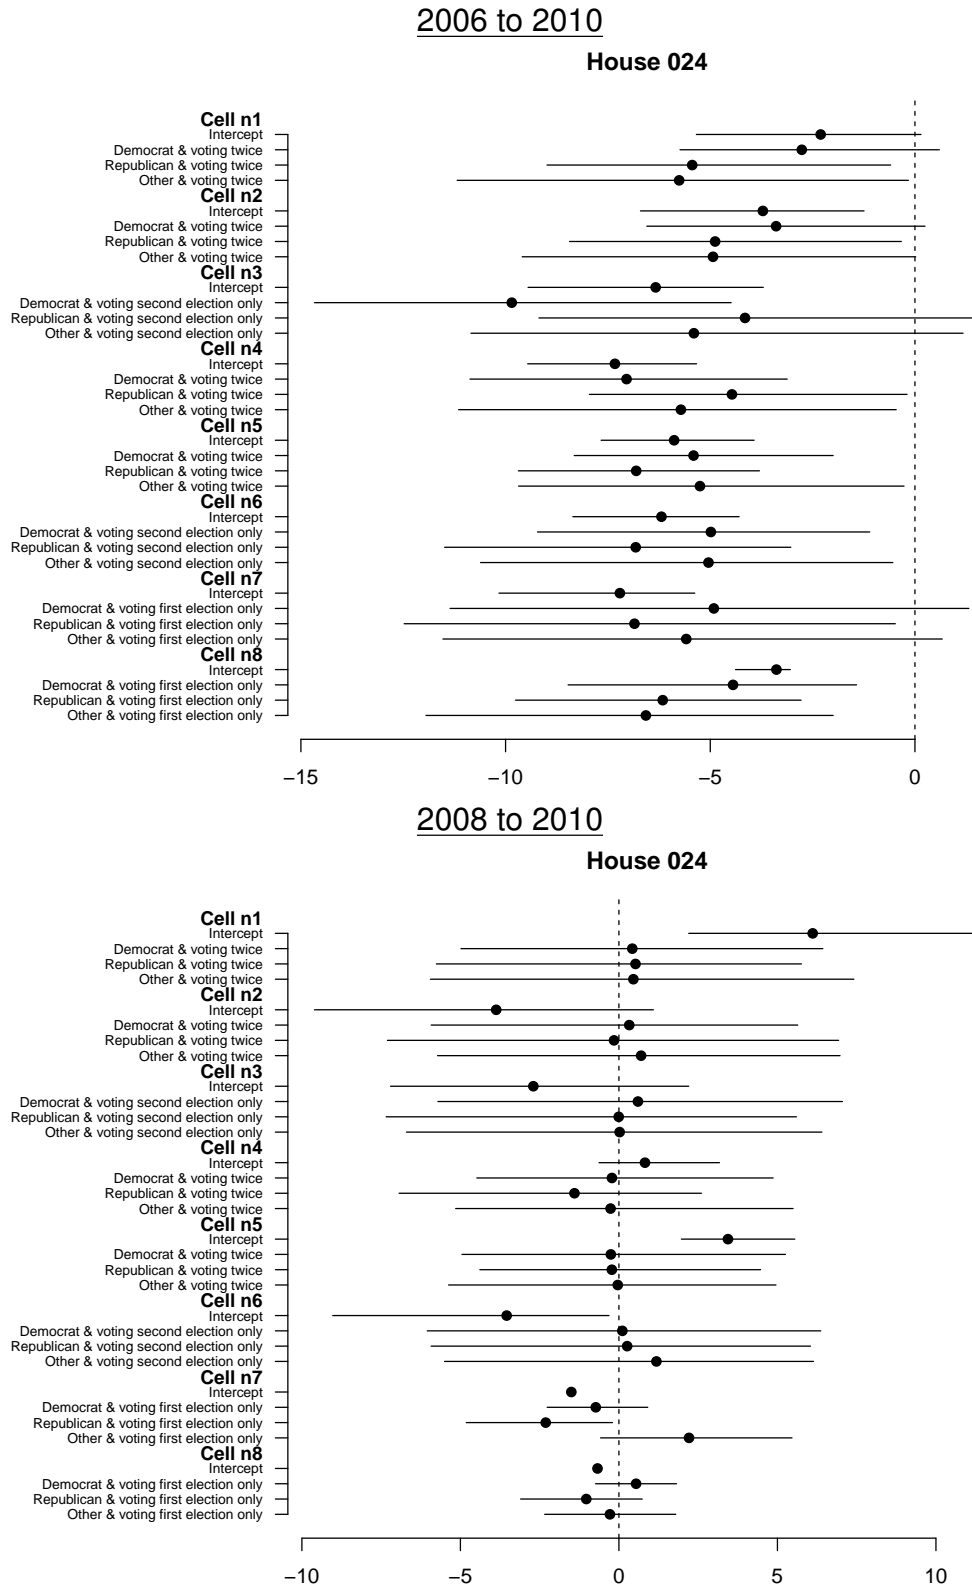 2006 to 2010
House 024
Cell n1
Intercept
Democrat & voting twice
Republican & voting twice
Other & voting twice
Cell n2
Intercept
Democrat & voting twice
Republican & voting twice
Other & voting twice
Cell n3
Intercept
Democrat & voting second election only
Republican & voting second election only
Other & voting second election only
Cell n4
Intercept
Democrat & voting twice
Republican & voting twice
Other & voting twice
Cell n5
Intercept
Democrat & voting twice
Republican & voting twice
Other & voting twice
Cell n6
Intercept
Democrat & voting second election only
Republican & voting second election only
Other & voting second election only
Cell n7
Intercept
Democrat & voting first election only
Republican & voting first election only
Other & voting first election only
Cell n8
Intercept
Democrat & voting first election only
Republican & voting first election only
Other & voting first election only
−15 −10 −5 0
2008 to 2010
House 024
Cell n1
Intercept
Democrat & voting twice
Republican & voting twice
Other & voting twice
Cell n2
Intercept
Democrat & voting twice
Republican & voting twice
Other & voting twice
Cell n3
Intercept
Democrat & voting second election only
Republican & voting second election only
Other & voting second election only
Cell n4
Intercept
Democrat & voting twice
Republican & voting twice
Other & voting twice
Cell n5
Intercept
Democrat & voting twice
Republican & voting twice
Other & voting twice
Cell n6
Intercept
Democrat & voting second election only
Republican & voting second election only
Other & voting second election only
Cell n7
Intercept
Democrat & voting first election only
Republican & voting first election only
Other & voting first election only
Cell n8
Intercept
Democrat & voting first election only
Republican & voting first election only
Other & voting first election only
−10 −5 0 5 10